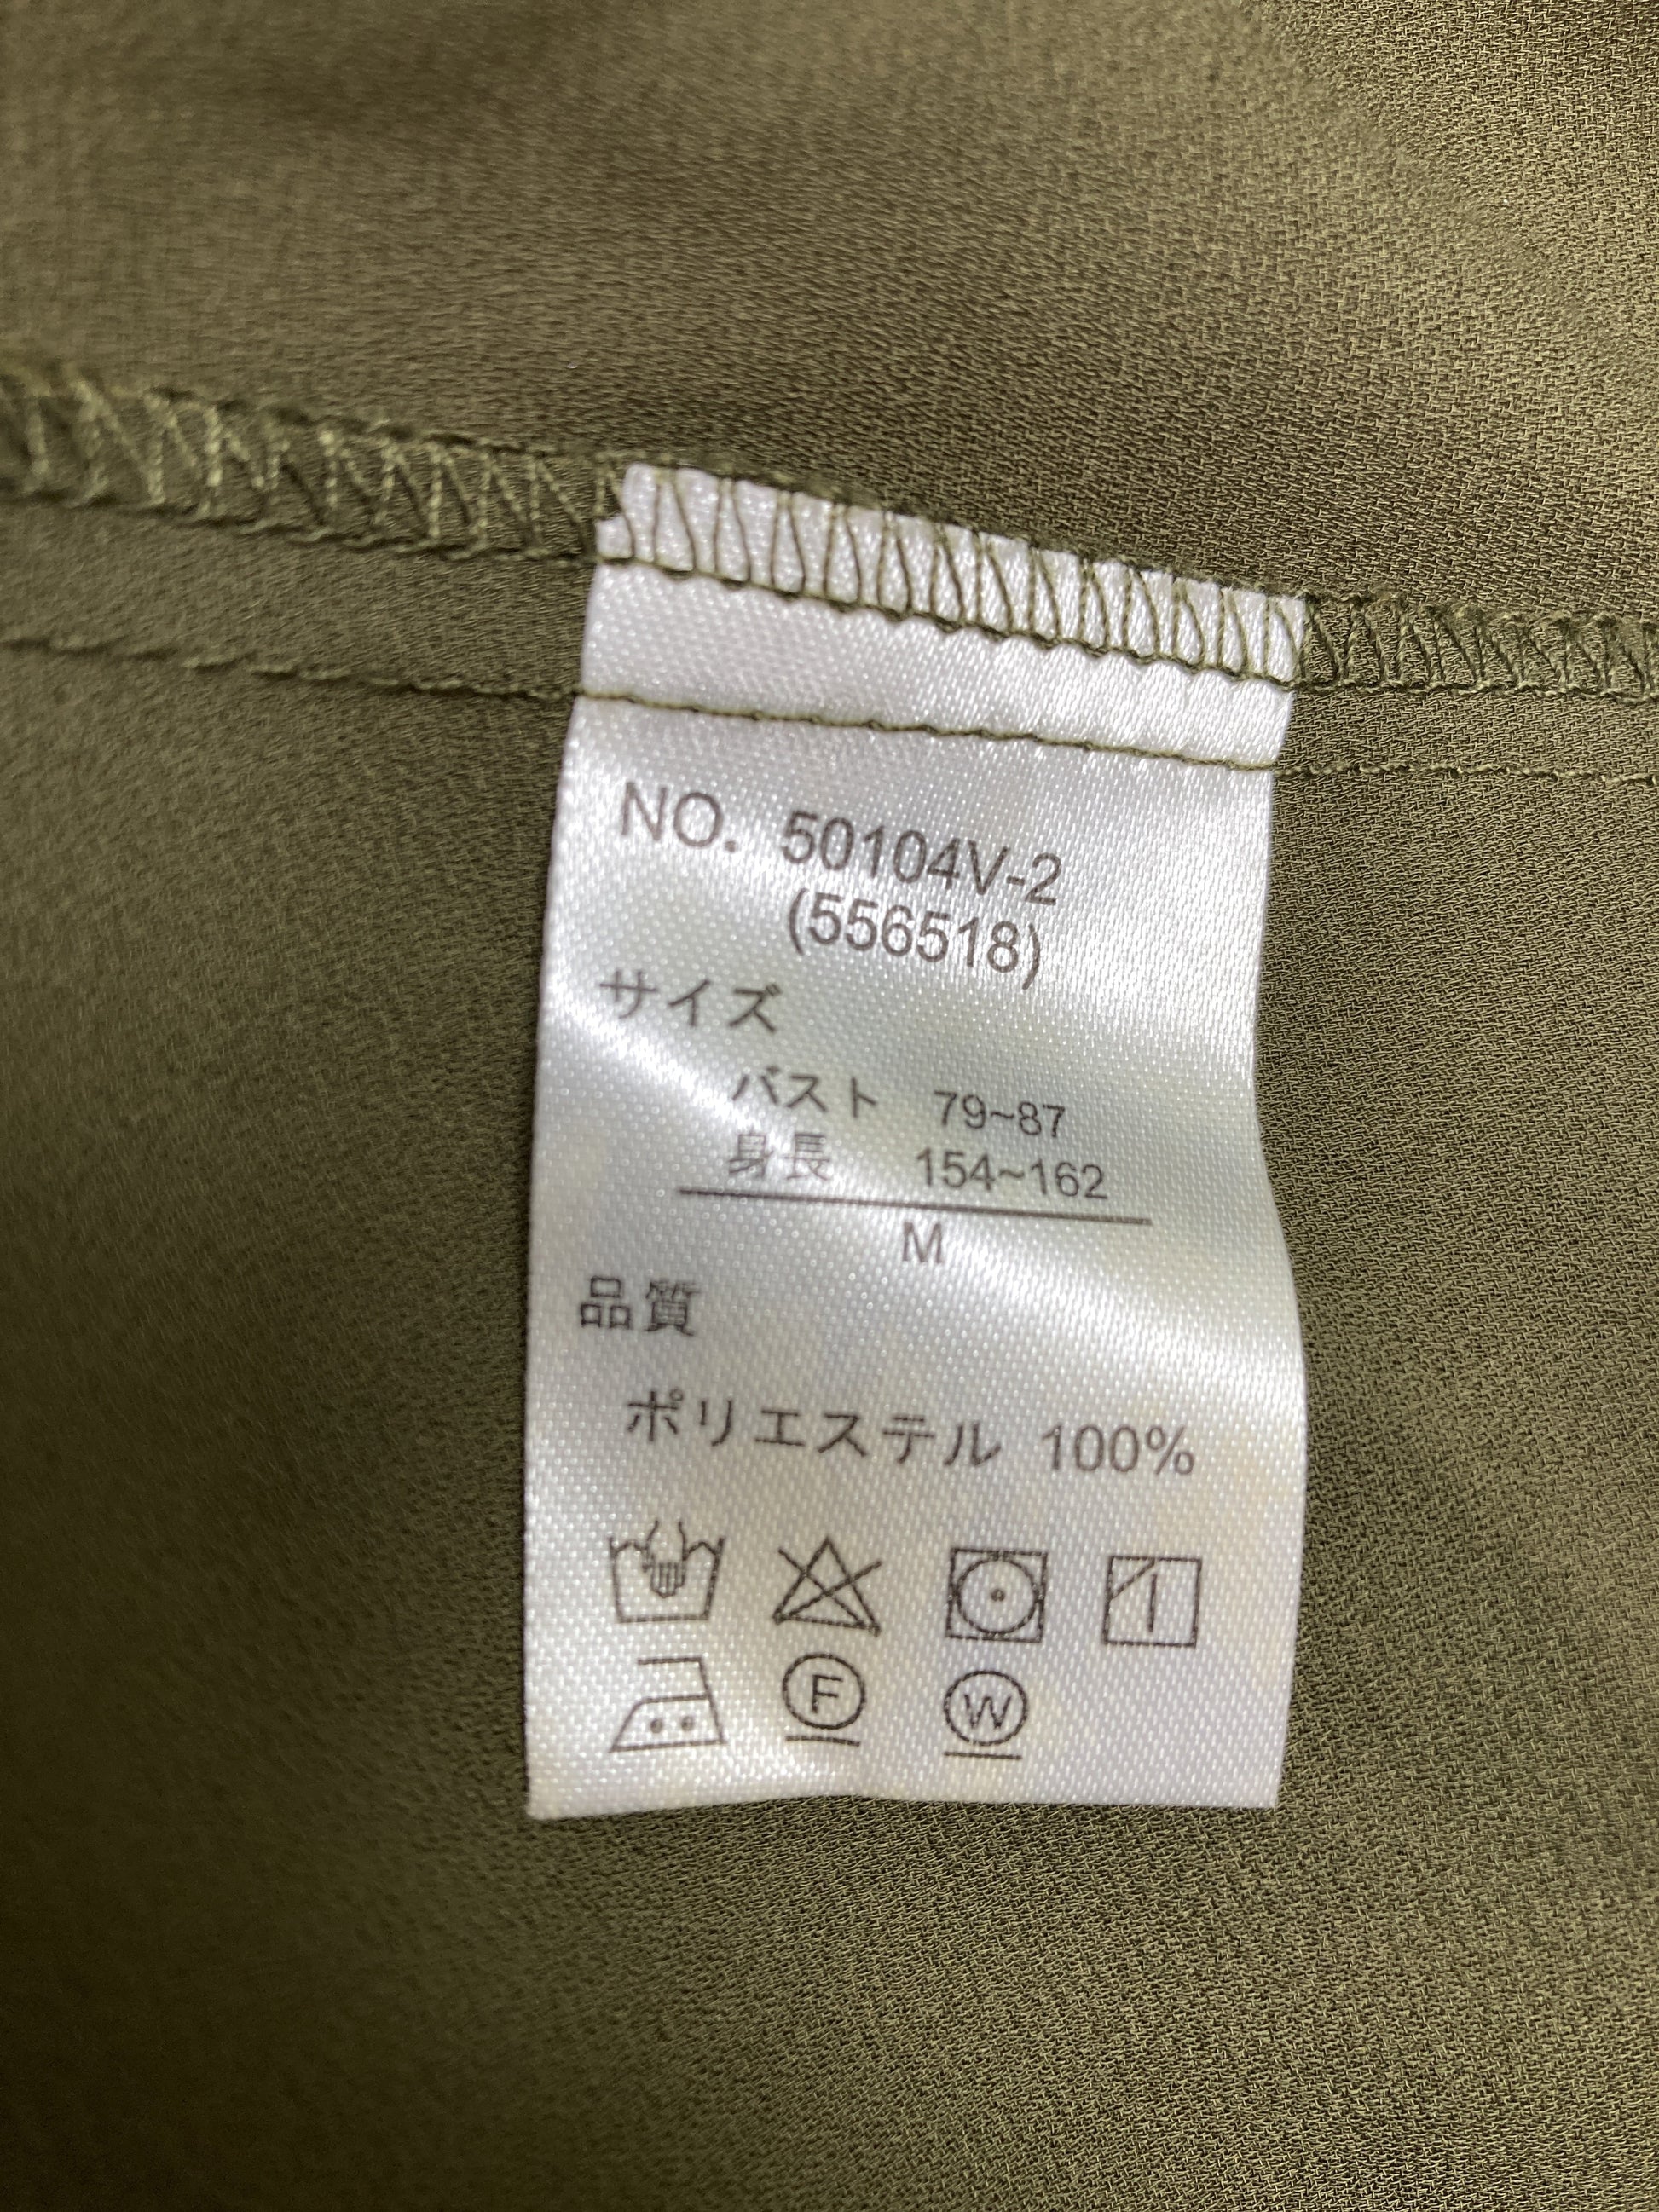 NO. 50104V-2
(556518)
サイズ
バスト 79~87
身長 154~162
M
品質
ポリエステル 100%
F W